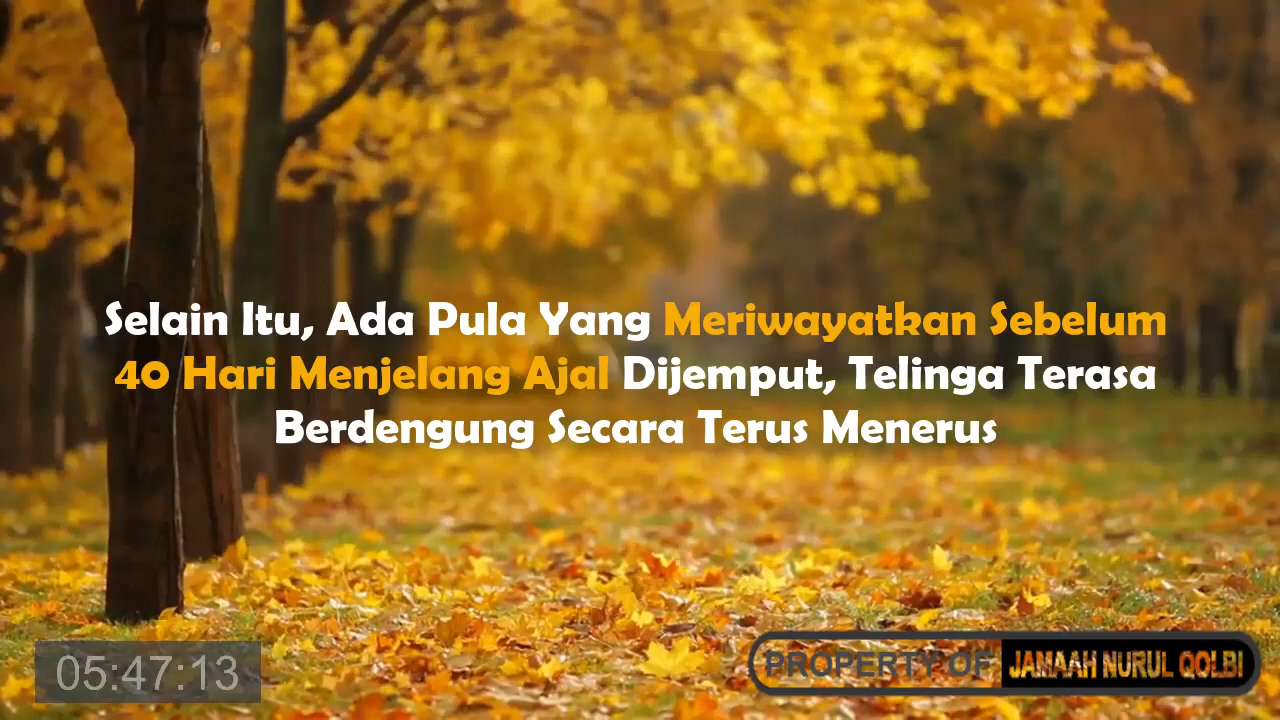 Selain Itu, Ada Pula Yang Meriwayatkan Sebelum
40 Hari Menjelang Ajal Dijemput, Telinga Terasa
Berdengung Secara Terus Menerus
05:47:13
PROPERTY OF JAMAAH NURUL QOLBI